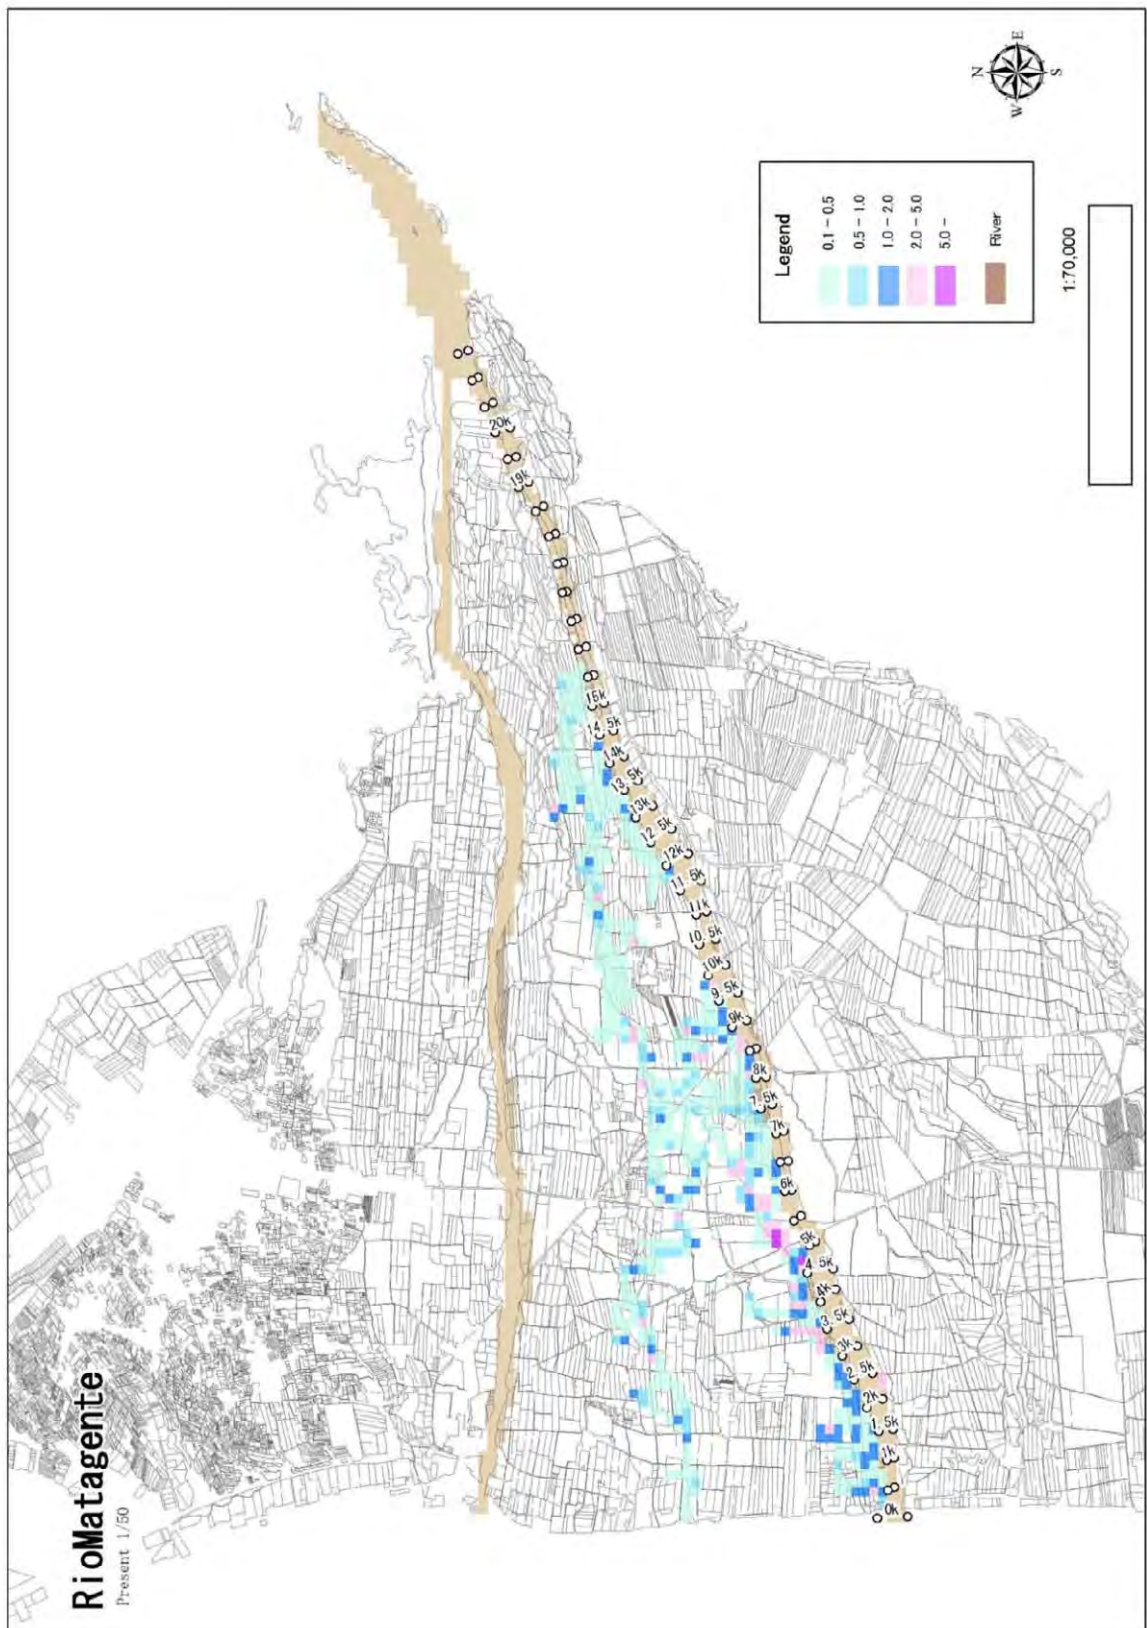 RioMatagente
Present 1/50
N
E
W
S
Legend
0.1 - 0.5
0.5 - 1.0
1.0 - 2.0
2.0 - 5.0
5.0 -
River
1:70,000
20k
19k
15k
14. 5k
14k
13. 5k
13k
12. 5k
12k
11. 5k
11k
10. 5k
10k
9. 5k
9k
8k
7. 5k
7k
6k
5k
4. 5k
4k
3. 5k
3k
2. 5k
2k
1. 5k
1k
0k